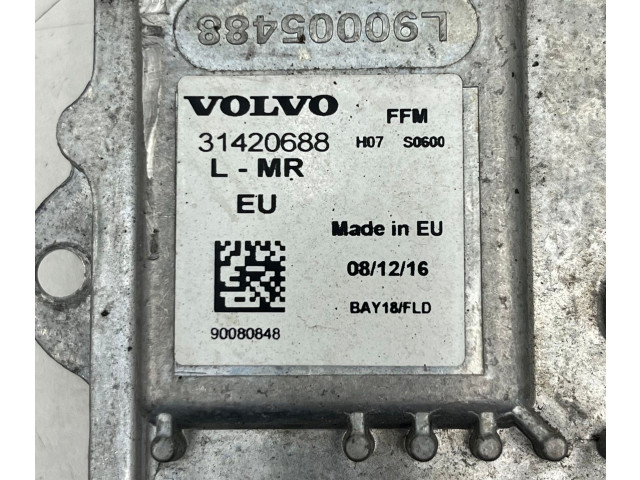 L90005488
VOLVO FFM
31420688 H07 S0600
L - MR
EU
Made in EU
08/12/16
BAY18/FLD
90080848